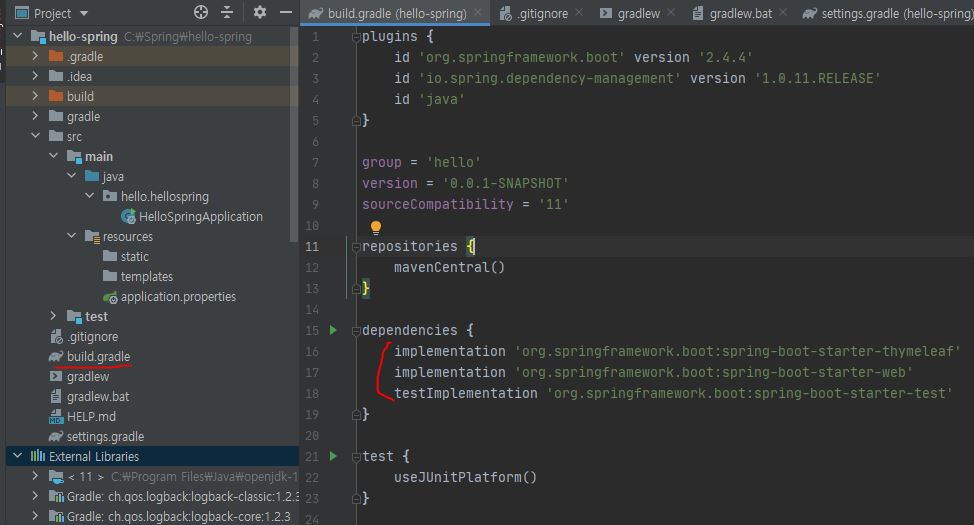 Project
hello-spring C:₩Spring₩hello-spring
.gradle
.idea
build
gradle
src
main
java
hello.hellospring
HelloSpringApplication
resources
static
templates
application.properties
test
.gitignore
build.gradle
gradlew
gradlew.bat
HELP.md
settings.gradle
External Libraries
< 11 > C:₩Program Files₩Java₩openjdk-1
Gradle: ch.qos.logback:logback-classic:1.2.3
Gradle: ch.qos.logback:logback-core:1.2.3
build.gradle (hello-spring) .gitignore gradlew gradlew.bat settings.gradle (hello-spring)
1 plugins {
2 id 'org.springframework.boot' version '2.4.4'
3 id 'io.spring.dependency-management' version '1.0.11.RELEASE'
4 id 'java'
5 }
6
7 group = 'hello'
8 version = '0.0.1-SNAPSHOT'
9 sourceCompatibility = '11'
10
11 repositories {
12 mavenCentral()
13 }
14
15 dependencies {
16 implementation 'org.springframework.boot:spring-boot-starter-thymeleaf'
17 implementation 'org.springframework.boot:spring-boot-starter-web'
18 testImplementation 'org.springframework.boot:spring-boot-starter-test'
19 }
20
21 test {
22 useJUnitPlatform()
23 }
24